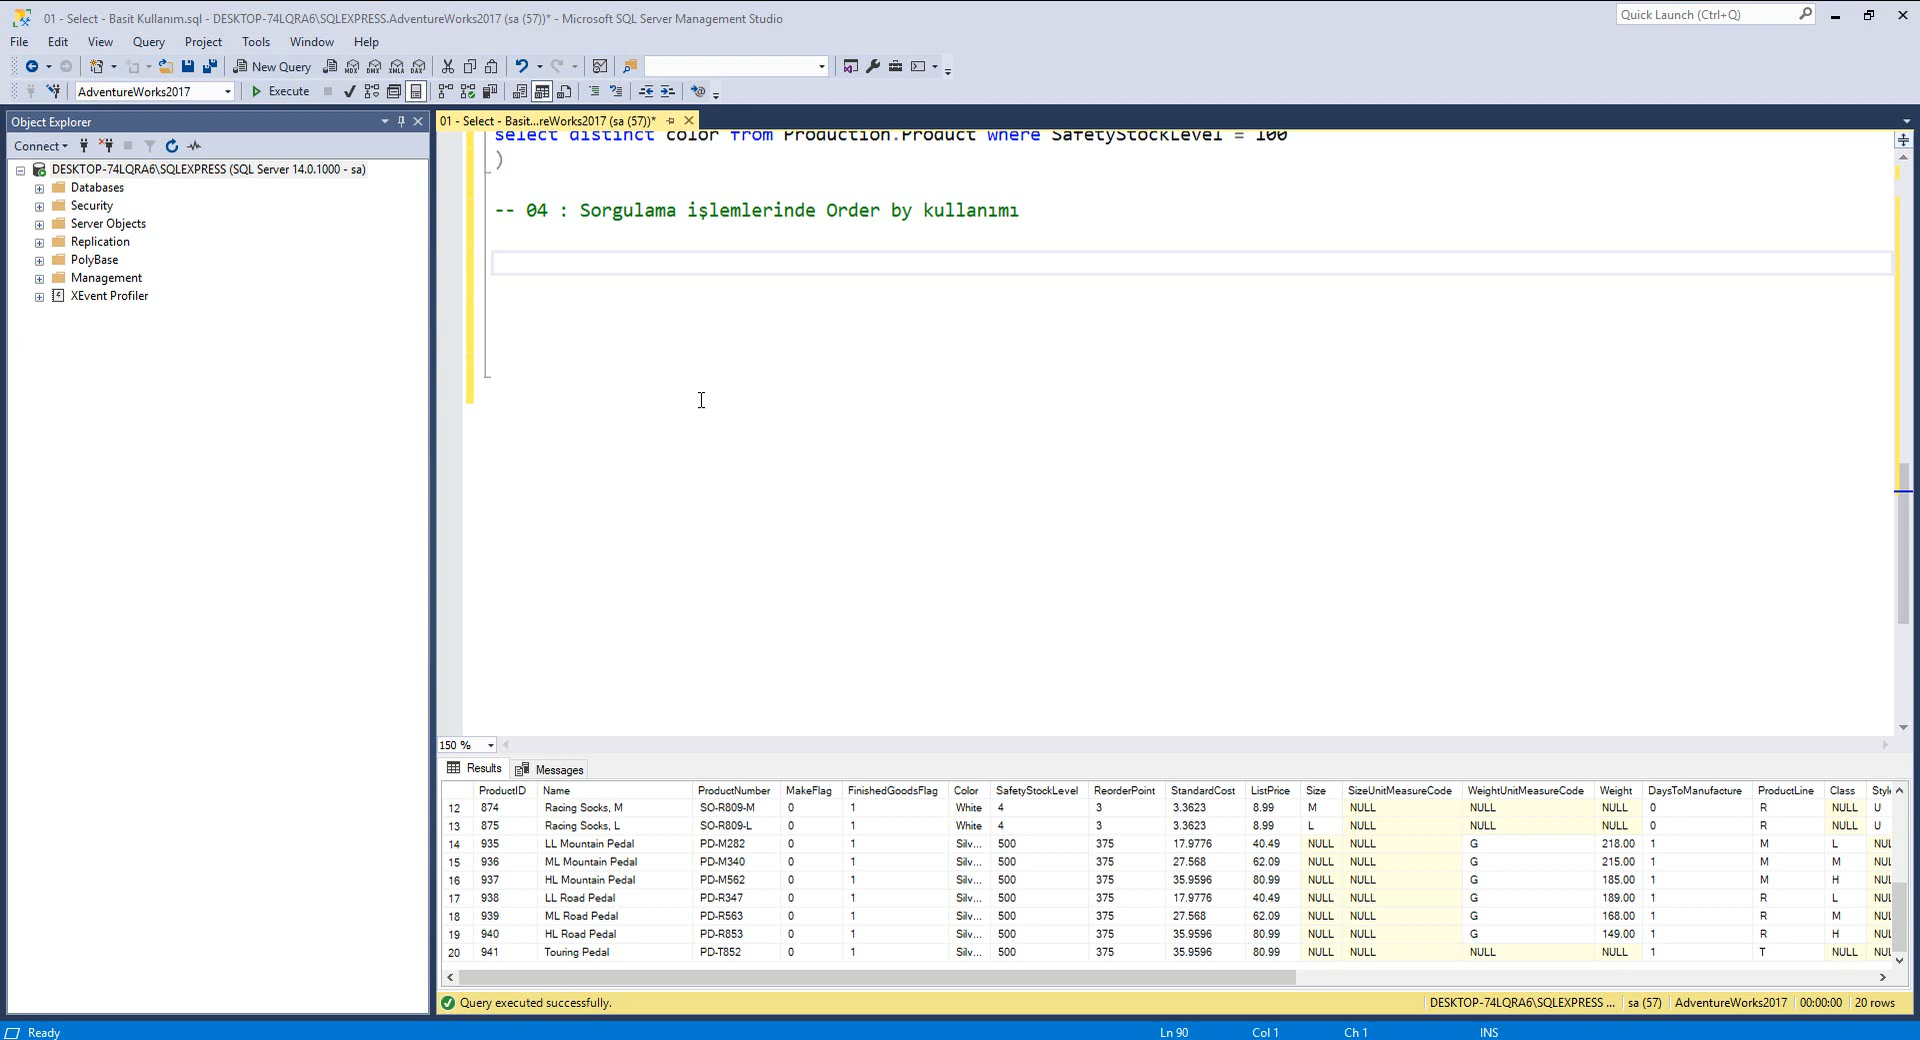 01 - Select - Basit Kullanım.sql - DESKTOP-74LQRA6\SQLEXPRESS.AdventureWorks2017 (sa (57))* - Microsoft SQL Server Management Studio
Quick Launch (Ctrl+Q)
File Edit View Query Project Tools Window Help
New Query
AdventureWorks2017
Execute
Object Explorer
01 - Select - Basit...reWorks2017 (sa (57))*
Connect
DESKTOP-74LQRA6\SQLEXPRESS (SQL Server 14.0.1000 - sa)
Databases
Security
Server Objects
Replication
PolyBase
Management
XEvent Profiler
select distinct color from Production.Product where SafetyStockLevel = 100
)
-- 04 : Sorgulama işlemlerinde Order by kullanımı
150 %
Results Messages
ProductID Name ProductNumber MakeFlag FinishedGoodsFlag Color SafetyStockLevel ReorderPoint StandardCost ListPrice Size SizeUnitMeasureCode WeightUnitMeasureCode Weight DaysToManufacture ProductLine Class Styl
12 874 Racing Socks, M SO-R809-M 0 1 White 4 3 3.3623 8.99 M NULL NULL NULL 0 R NULL U
13 875 Racing Socks, L SO-R809-L 0 1 White 4 3 3.3623 8.99 L NULL NULL NULL 0 R NULL U
14 935 LL Mountain Pedal PD-M282 0 1 Silv... 500 375 17.9776 40.49 NULL NULL G 218.00 1 M L NUL
15 936 ML Mountain Pedal PD-M340 0 1 Silv... 500 375 27.568 62.09 NULL NULL G 215.00 1 M M NUL
16 937 HL Mountain Pedal PD-M562 0 1 Silv... 500 375 35.9596 80.99 NULL NULL G 185.00 1 M H NUL
17 938 LL Road Pedal PD-R347 0 1 Silv... 500 375 17.9776 40.49 NULL NULL G 189.00 1 R L NUL
18 939 ML Road Pedal PD-R563 0 1 Silv... 500 375 27.568 62.09 NULL NULL G 168.00 1 R M NUL
19 940 HL Road Pedal PD-R853 0 1 Silv... 500 375 35.9596 80.99 NULL NULL G 149.00 1 R H NUL
20 941 Touring Pedal PD-T852 0 1 Silv... 500 375 35.9596 80.99 NULL NULL NULL NULL 1 T NULL NUL
Query executed successfully. DESKTOP-74LQRA6\SQLEXPRESS ... sa (57) AdventureWorks2017 00:00:00 20 rows
Ready Ln 90 Col 1 Ch 1 INS